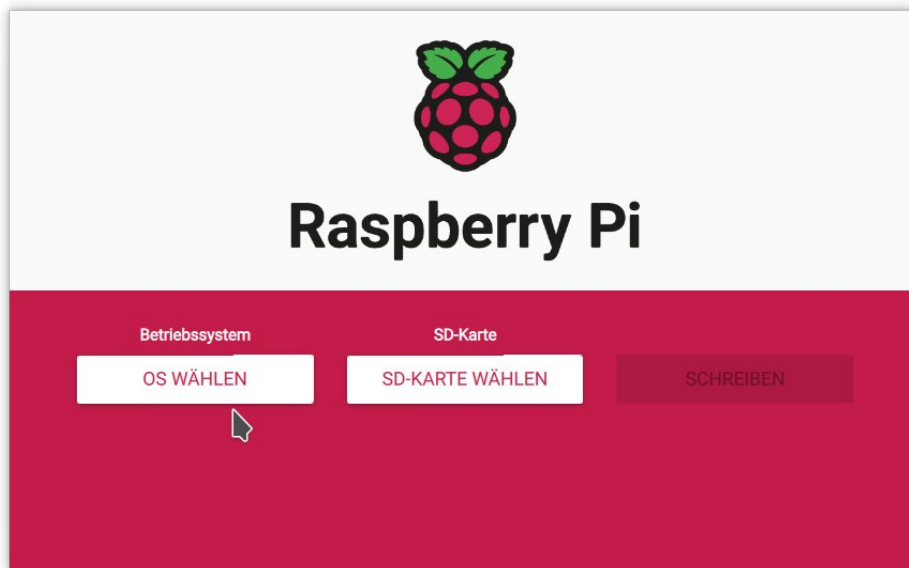 Raspberry Pi
Betriebssystem
SD-Karte
OS WÄHLEN
SD-KARTE WÄHLEN
SCHREIBEN